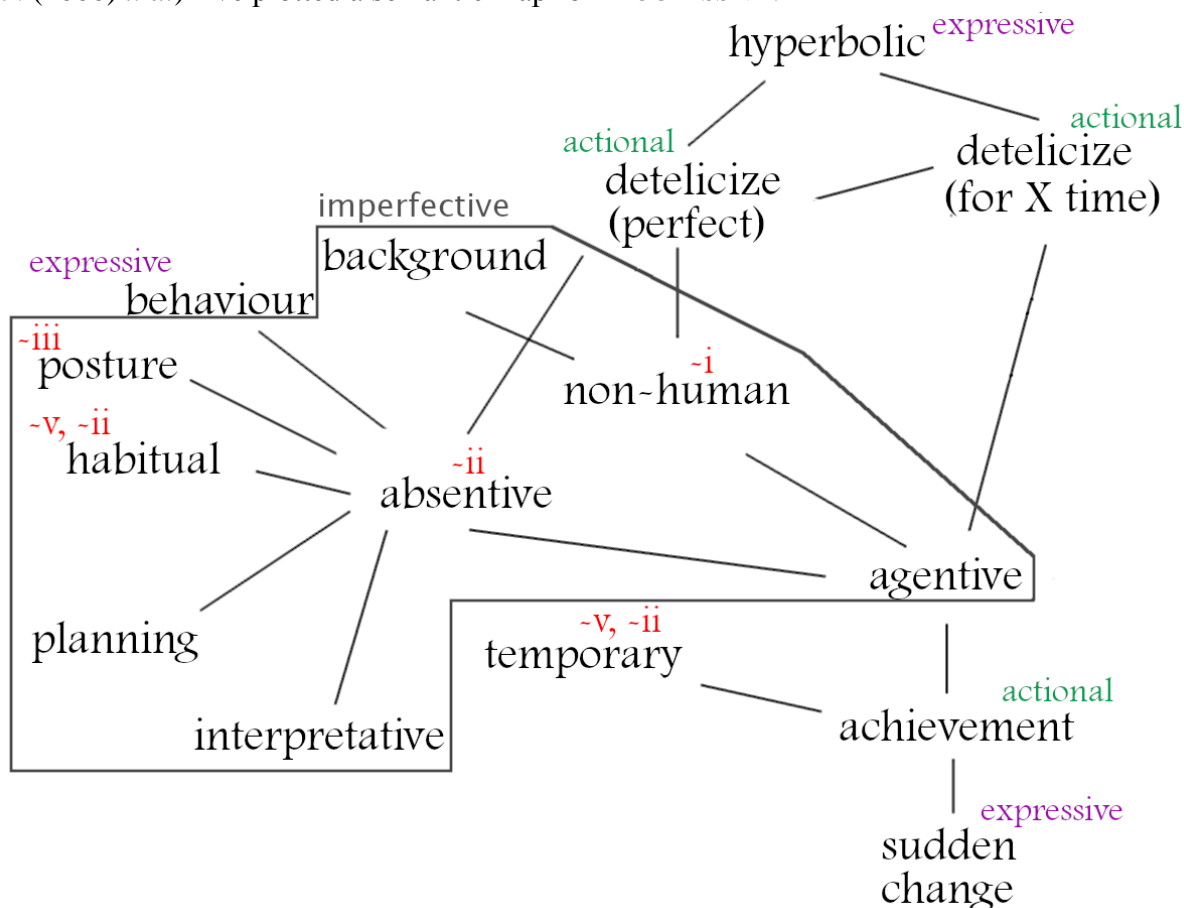 hyperbolic expressive
actional
detelicize
(for X time)
actional
detelicize
(perfect)
imperfective
background
expressive
behaviour
~iii
posture
~i
non-human
~v, ~ii
habitual
~ii
absentive
agentive
planning
~v, ~ii
temporary
interpretative
actional
achievement
expressive
sudden
change